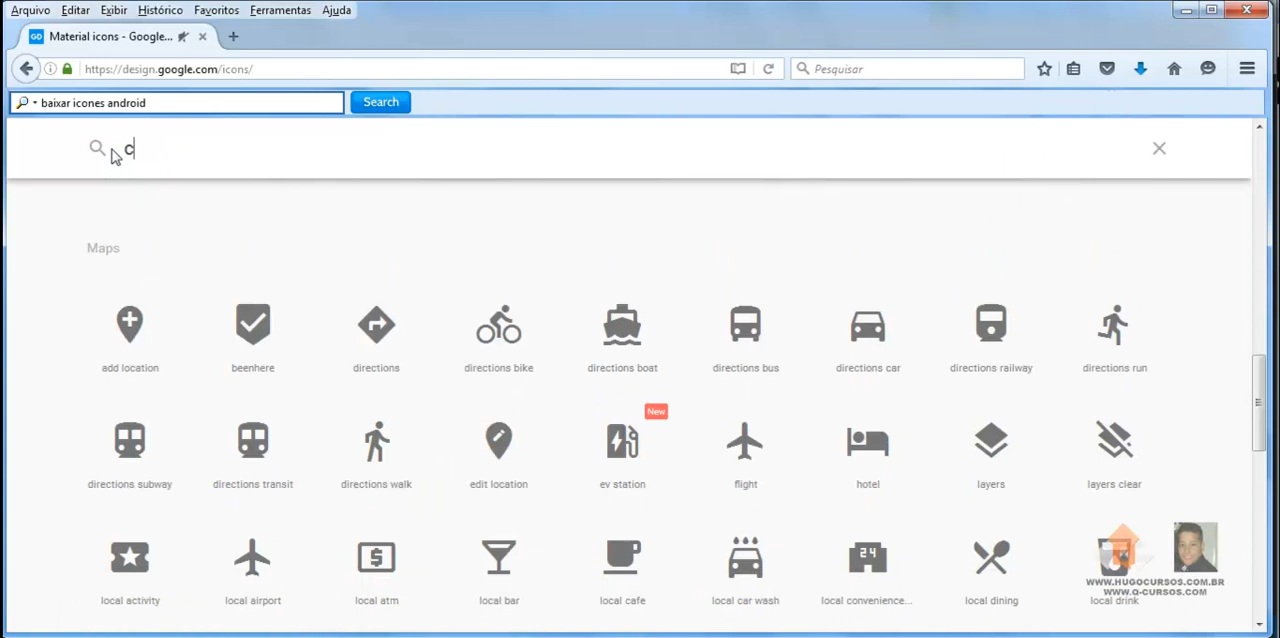 Arquivo Editar Exibir Histórico Favoritos Ferramentas Ajuda
GD Material icons - Google...
https://design.google.com/icons/
Pesquisar
baixar icones android
Search
c
Maps
add location beenhere directions directions bike directions boat directions bus directions car directions railway directions run
New
directions subway directions transit directions walk edit location ev station flight hotel layers layers clear
24
local activity local airport local atm local bar local cafe local car wash local convenience... local dining local drink
WWW.HUGOCURSOS.COM.BR
WWW.Q-CURSOS.COM